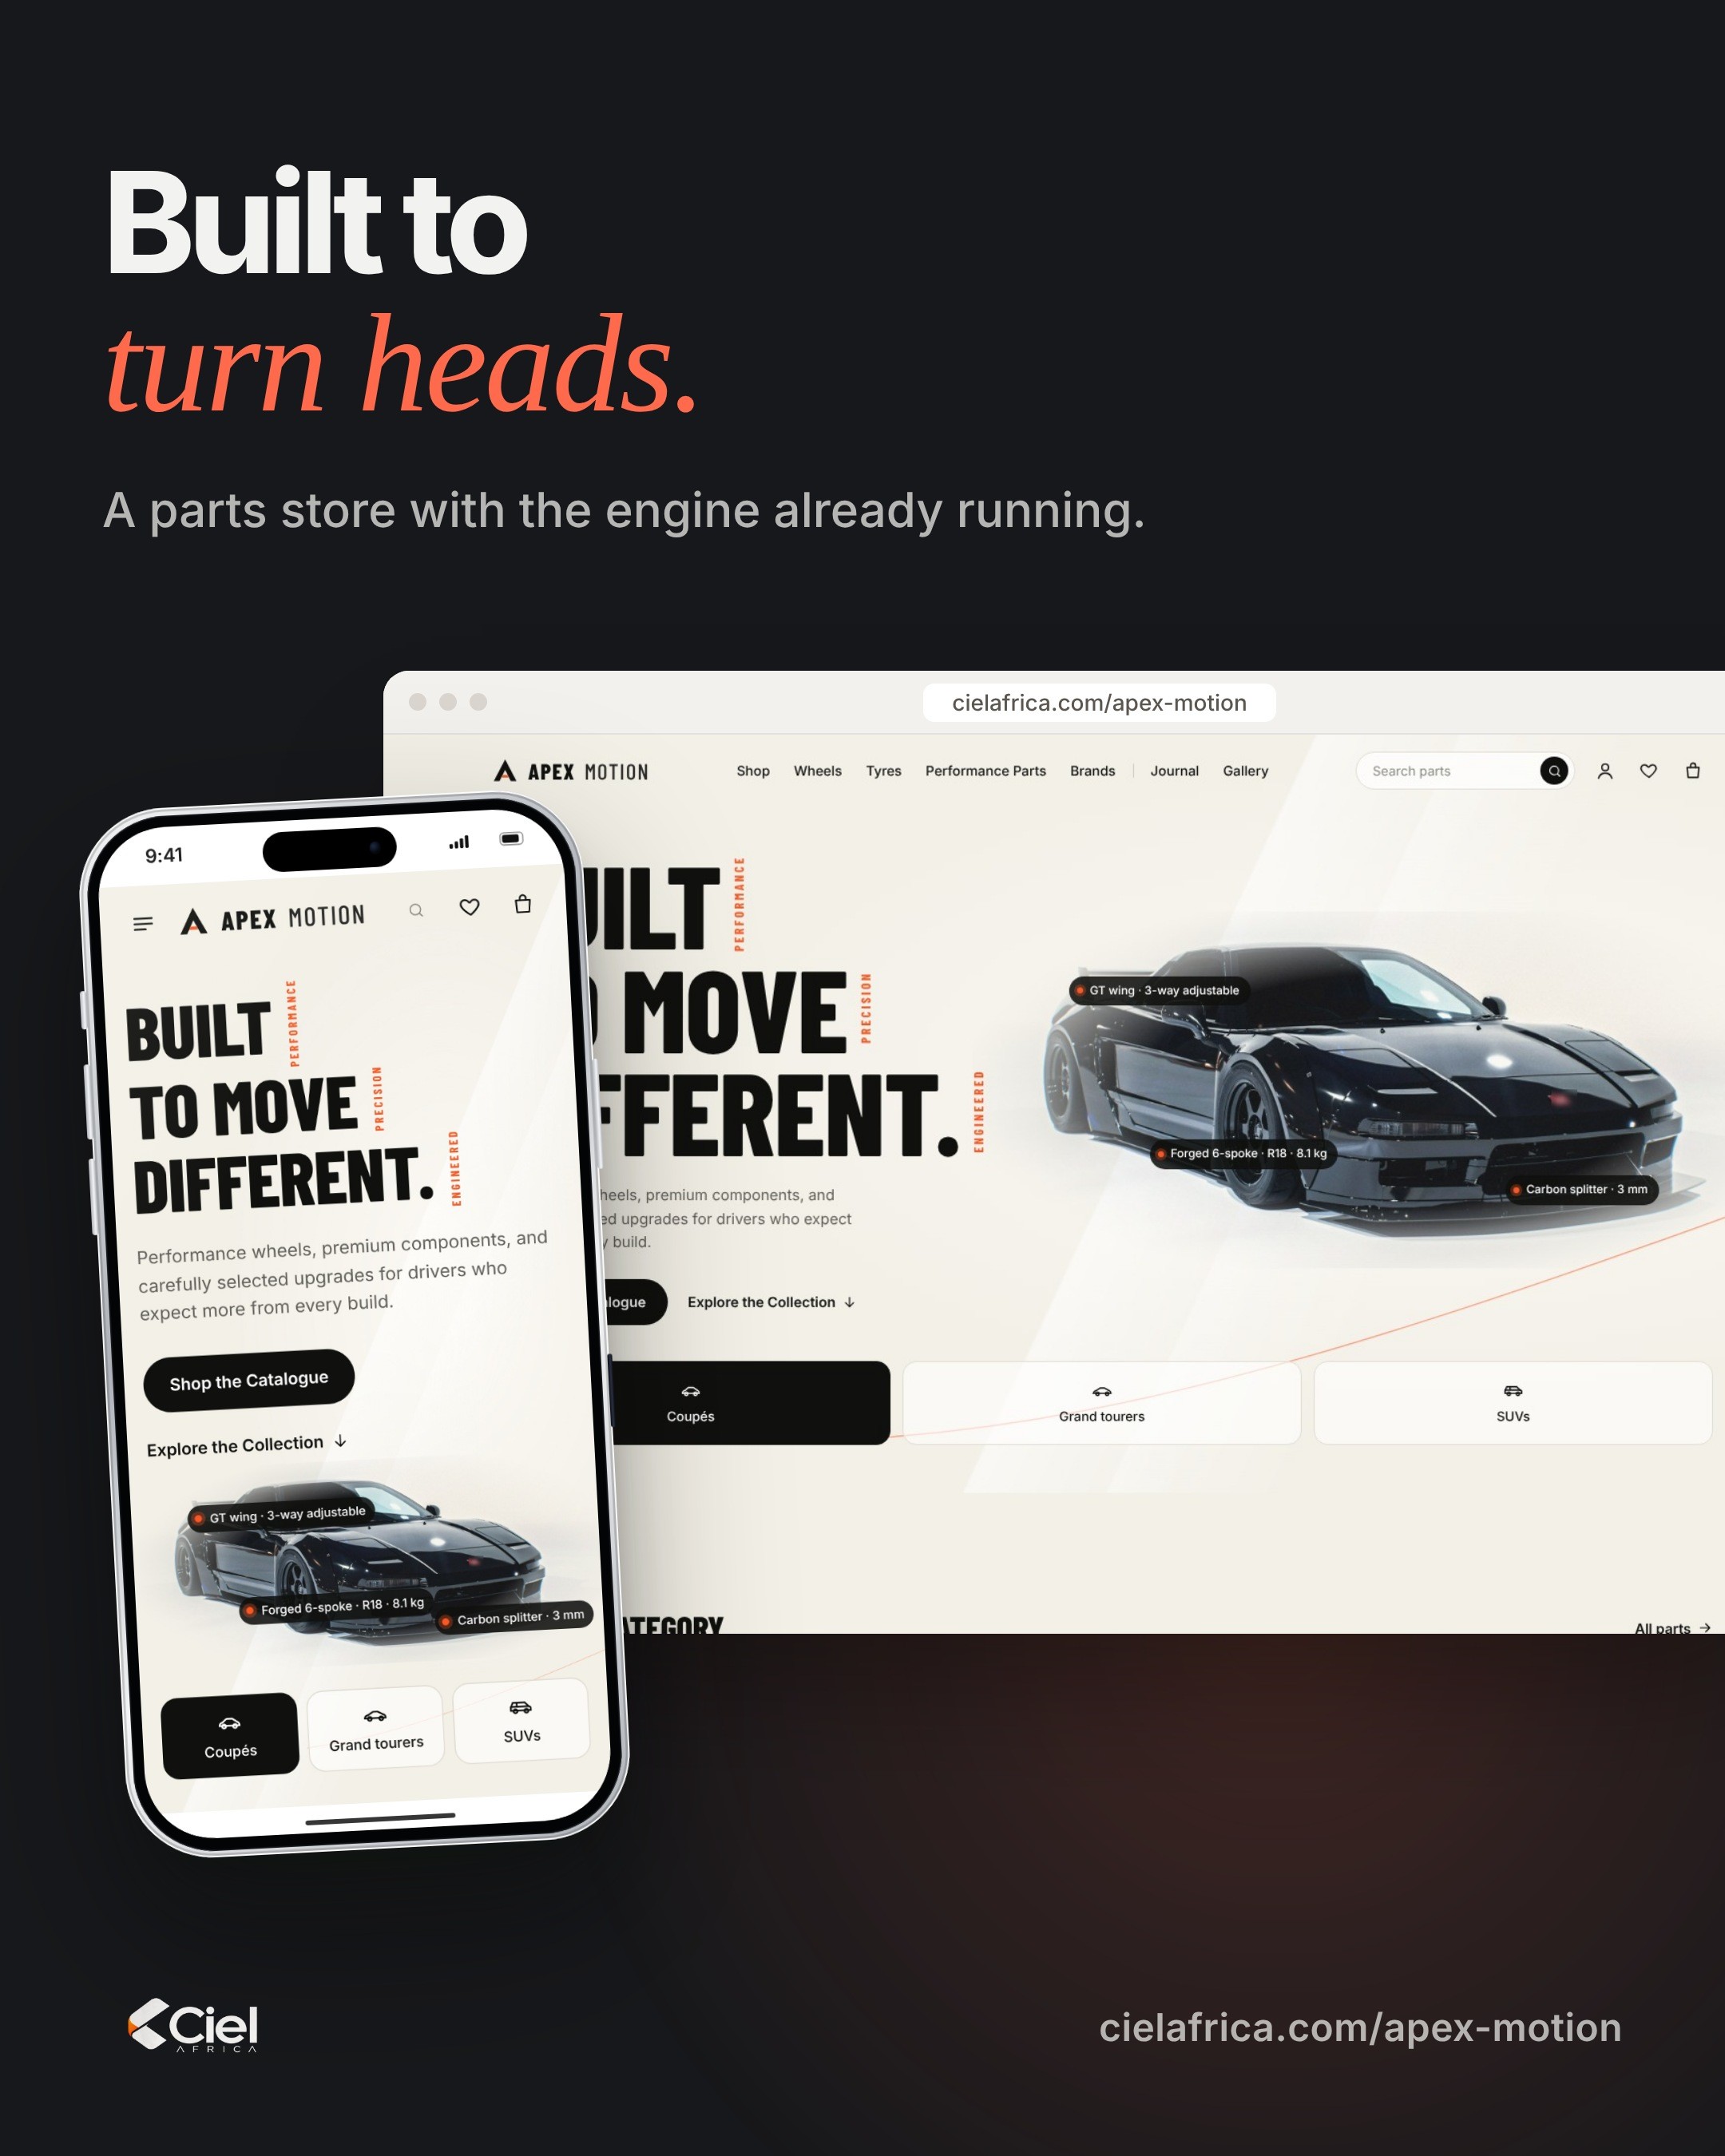 Built to
turn heads.
A parts store with the engine already running.
cielafrica.com/apex-motion
APEX MOTION
Shop Wheels Tyres Performance Parts Brands Journal Gallery
Search parts
UILT
PERFORMANCE
MOVE
PRECISION
FFERENT.
ENGINEERED
heels, premium components, and
ed upgrades for drivers who expect
y build.
logue
Explore the Collection ↓
GT wing · 3-way adjustable
Forged 6-spoke · R18 · 8.1 kg
Carbon splitter · 3 mm
Coupés
Grand tourers
SUVs
ATEGORY
All parts →
9:41
APEX MOTION
BUILT
PERFORMANCE
TO MOVE
PRECISION
DIFFERENT.
ENGINEERED
Performance wheels, premium components, and
carefully selected upgrades for drivers who
expect more from every build.
Shop the Catalogue
Explore the Collection ↓
GT wing · 3-way adjustable
Forged 6-spoke · R18 · 8.1 kg
Carbon splitter · 3 mm
Coupés
Grand tourers
SUVs
Ciel
AFRICA
cielafrica.com/apex-motion